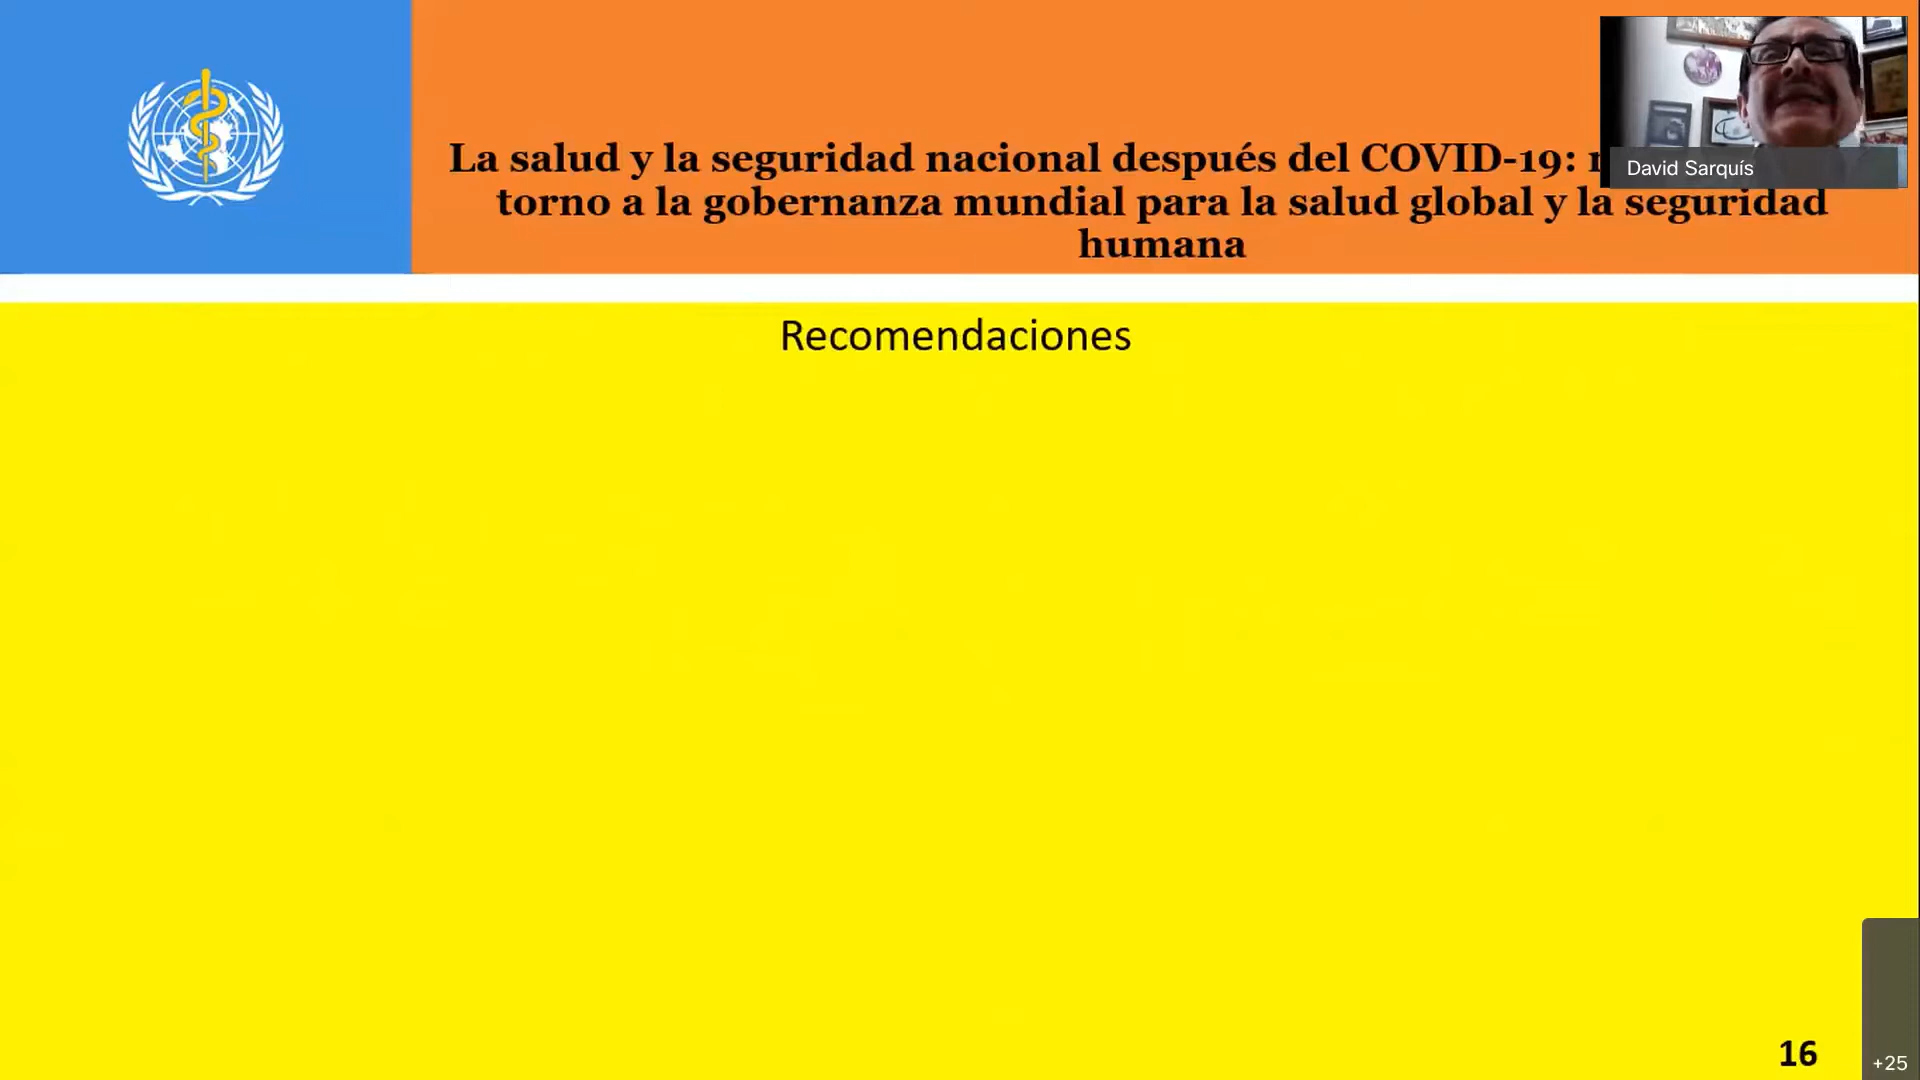 La salud y la seguridad nacional después del COVID-19:
torno a la gobernanza mundial para la salud global y la seguridad
humana
David Sarquís
Recomendaciones
16
+25